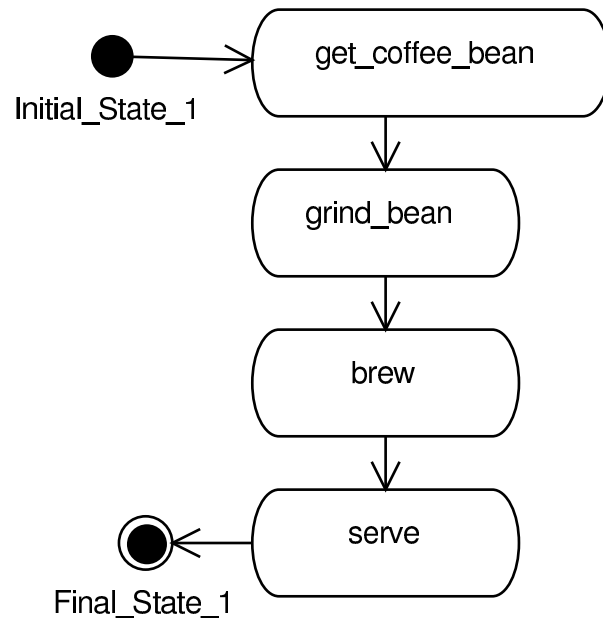 get_coffee_bean
Initial_State_1
grind_bean
brew
serve
Final_State_1